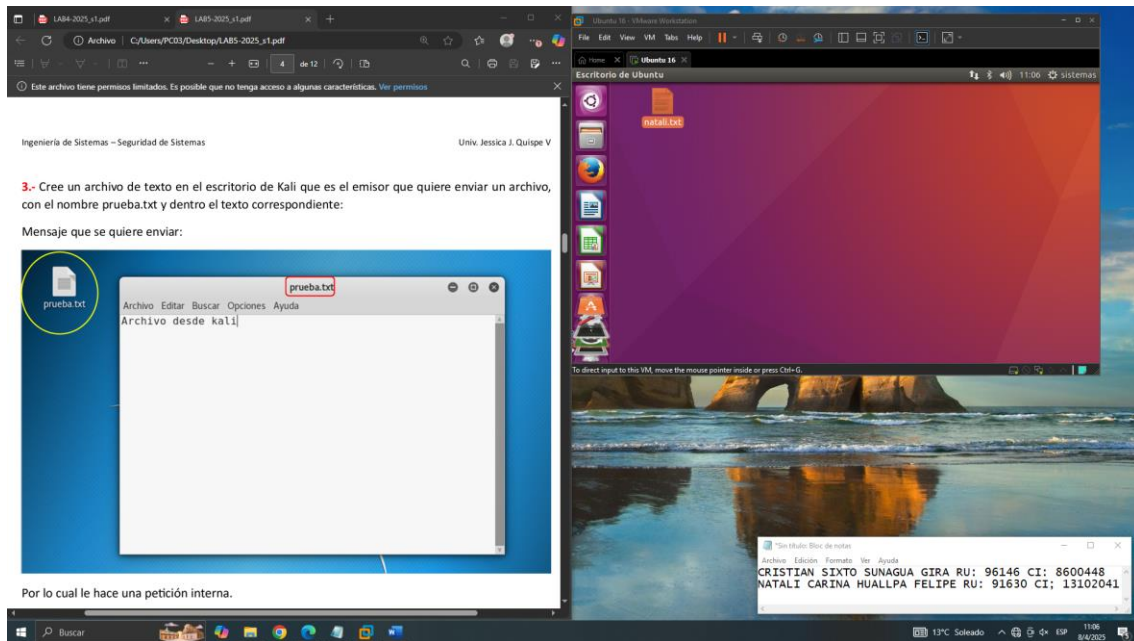 LAB4-2025_s1.pdf
LAB5-2025_s1.pdf
Archivo
C:/Users/PC03/Desktop/LAB5-2025_s1.pdf
4 de 12
Este archivo tiene permisos limitados. Es posible que no tenga acceso a algunas características. Ver permisos
Ingeniería de Sistemas – Seguridad de Sistemas
Univ. Jessica J. Quispe V
3.- Cree un archivo de texto en el escritorio de Kali que es el emisor que quiere enviar un archivo,
con el nombre prueba.txt y dentro el texto correspondiente:
Mensaje que se quiere enviar:
prueba.txt
prueba.txt
Archivo Editar Buscar Opciones Ayuda
Archivo desde kali
Por lo cual le hace una petición interna.
Ubuntu 16 - VMware Workstation
File Edit View VM Tabs Help
Home
Ubuntu 16
Escritorio de Ubuntu
11:06 sistemas
natali.txt
To direct input to this VM, move the mouse pointer inside or press Ctrl+G.
*Sin título: Bloc de notas
Archivo Edición Formato Ver Ayuda
CRISTIAN SIXTO SUNAGUA GIRA RU: 96146 CI: 8600448
NATALI CARINA HUALLPA FELIPE RU: 91630 CI; 13102041
Buscar
13°C Soleado
ESP
11:06
8/4/2025